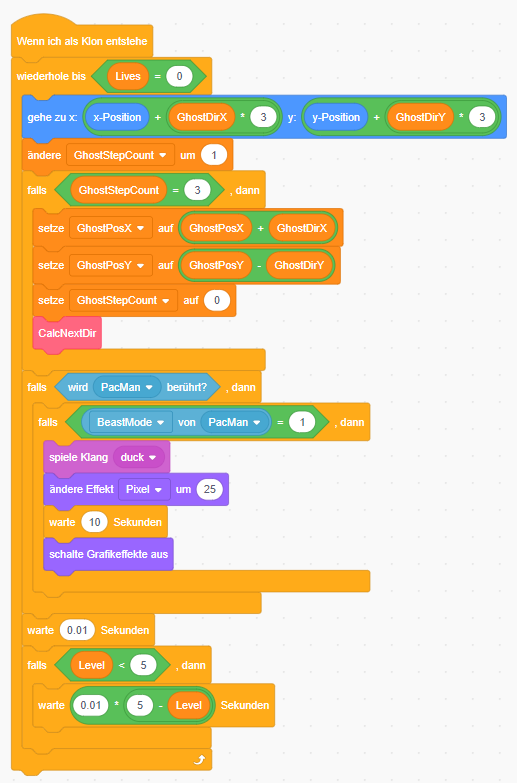 Wenn ich als Klon entstehe
wiederhole bis Lives = 0
gehe zu x: x-Position + GhostDirX * 3 y: y-Position + GhostDirY * 3
ändere GhostStepCount um 1
falls GhostStepCount = 3 , dann
setze GhostPosX auf GhostPosX + GhostDirX
setze GhostPosY auf GhostPosY - GhostDirY
setze GhostStepCount auf 0
CalcNextDir
falls wird PacMan berührt? , dann
falls BeastMode von PacMan = 1 , dann
spiele Klang duck
ändere Effekt Pixel um 25
warte 10 Sekunden
schalte Grafikeffekte aus
warte 0.01 Sekunden
falls Level < 5 , dann
warte 0.01 * 5 - Level Sekunden